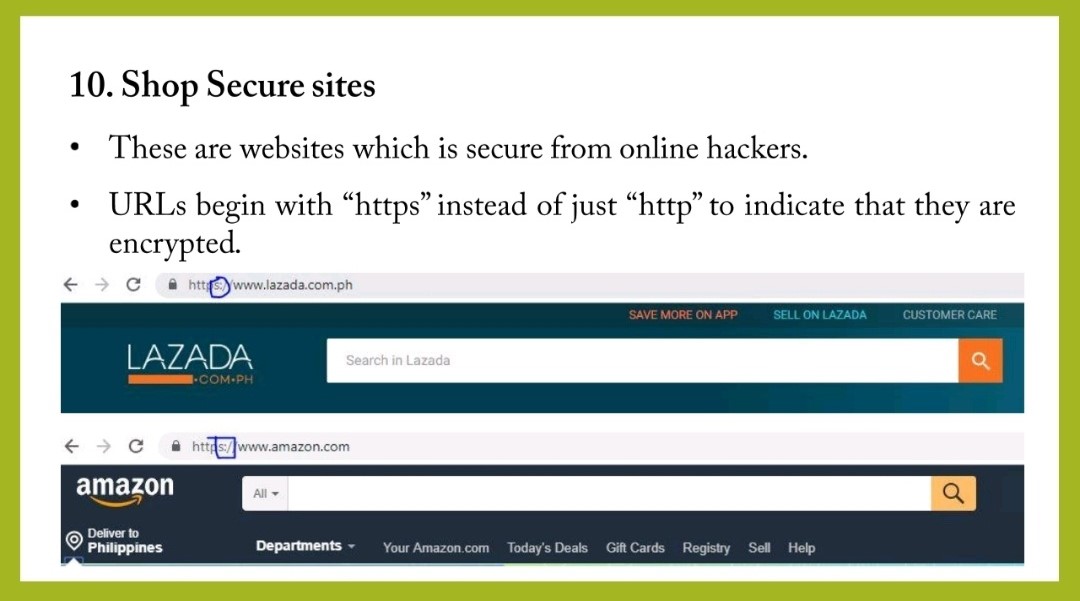 10. Shop Secure sites
• These are websites which is secure from online hackers.
• URLs begin with “https” instead of just “http” to indicate that they are
encrypted.
https://www.lazada.com.ph
SAVE MORE ON APP SELL ON LAZADA CUSTOMER CARE
LAZADA
.COM.PH
Search in Lazada
https://www.amazon.com
amazon
All
Deliver to
Philippines
Departments Your Amazon.com Today's Deals Gift Cards Registry Sell Help